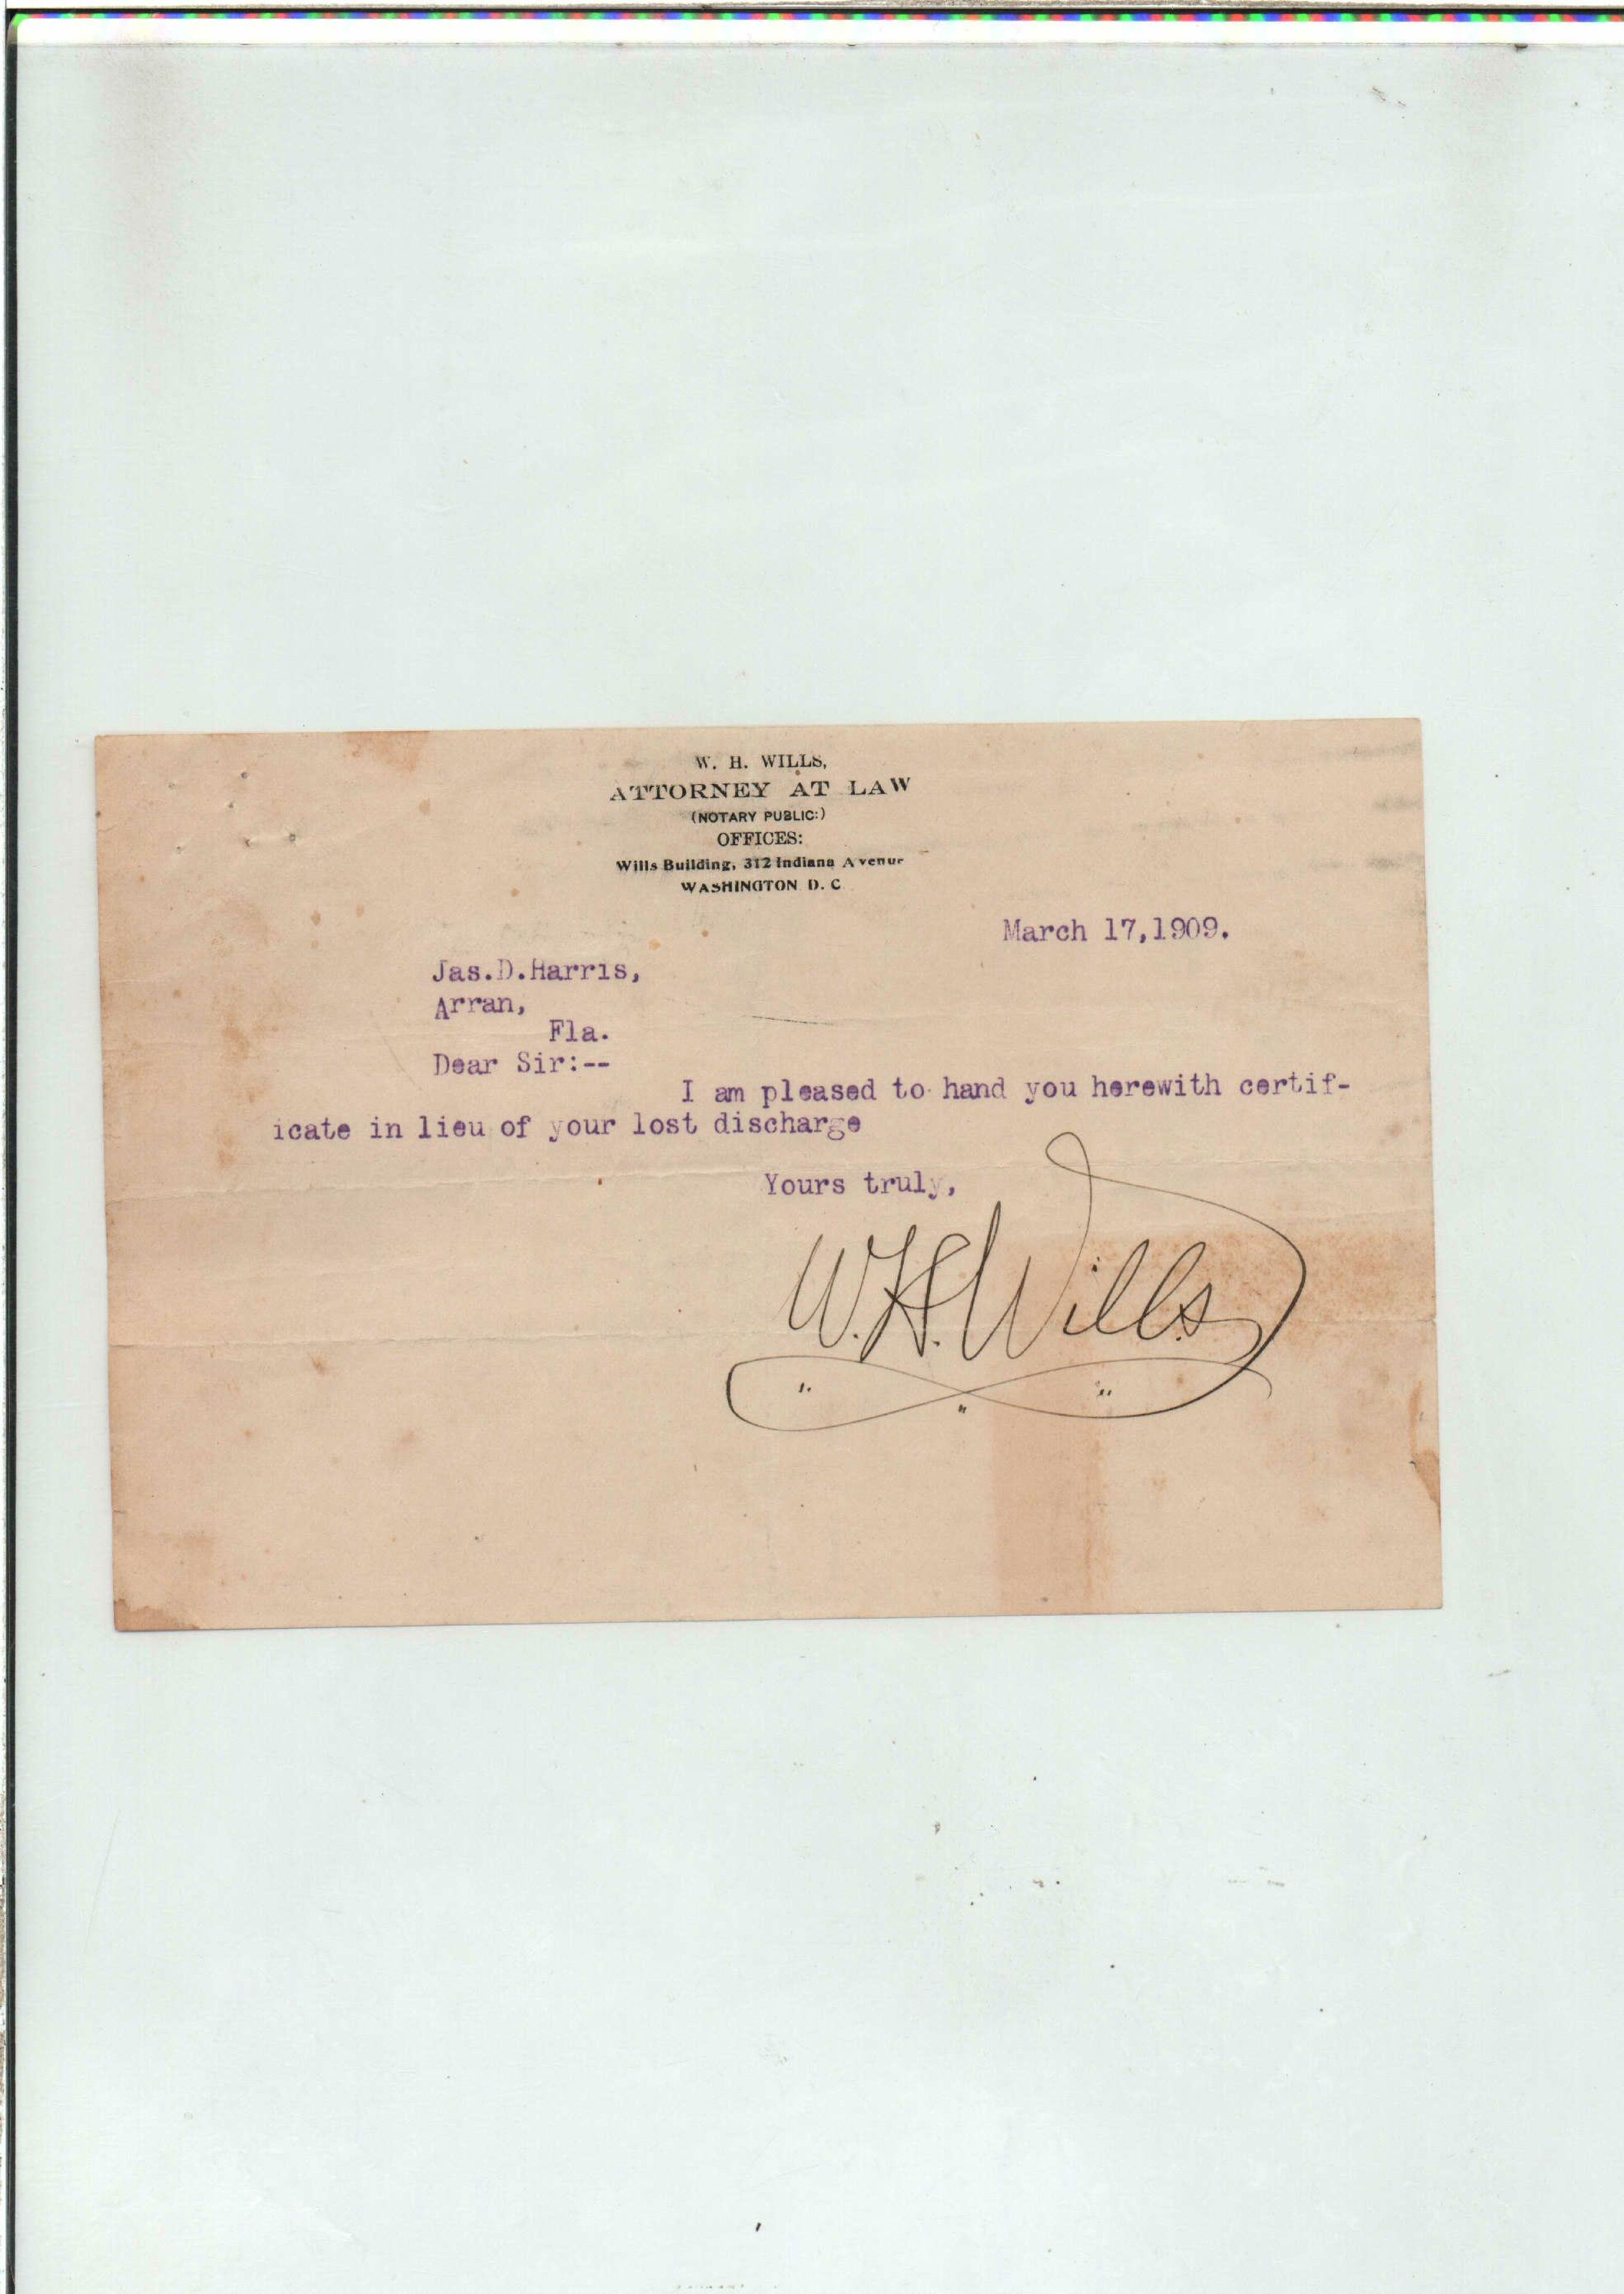 W. H. WILLS,
ATTORNEY AT LAW
(NOTARY PUBLIC:)
OFFICES:
Wills Building, 312 Indiana Avenue
WASHINGTON D. C
March 17,1909.
Jas.D.Harris,
Arran,
Fla.
Dear Sir:--
I am pleased to hand you herewith certif-
icate in lieu of your lost discharge
Yours truly,
W.H.Wills